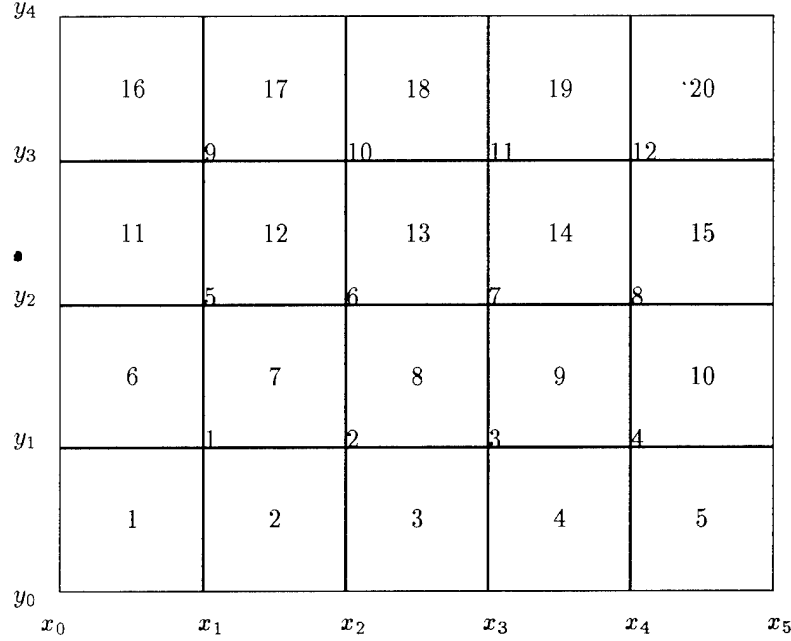 y₄
16 17 18 19 20
y₃ 9 10 11 12
11 12 13 14 15
y₂ 5 6 7 8
6 7 8 9 10
y₁ 1 2 3 4
1 2 3 4 5
y₀
x₀ x₁ x₂ x₃ x₄ x₅